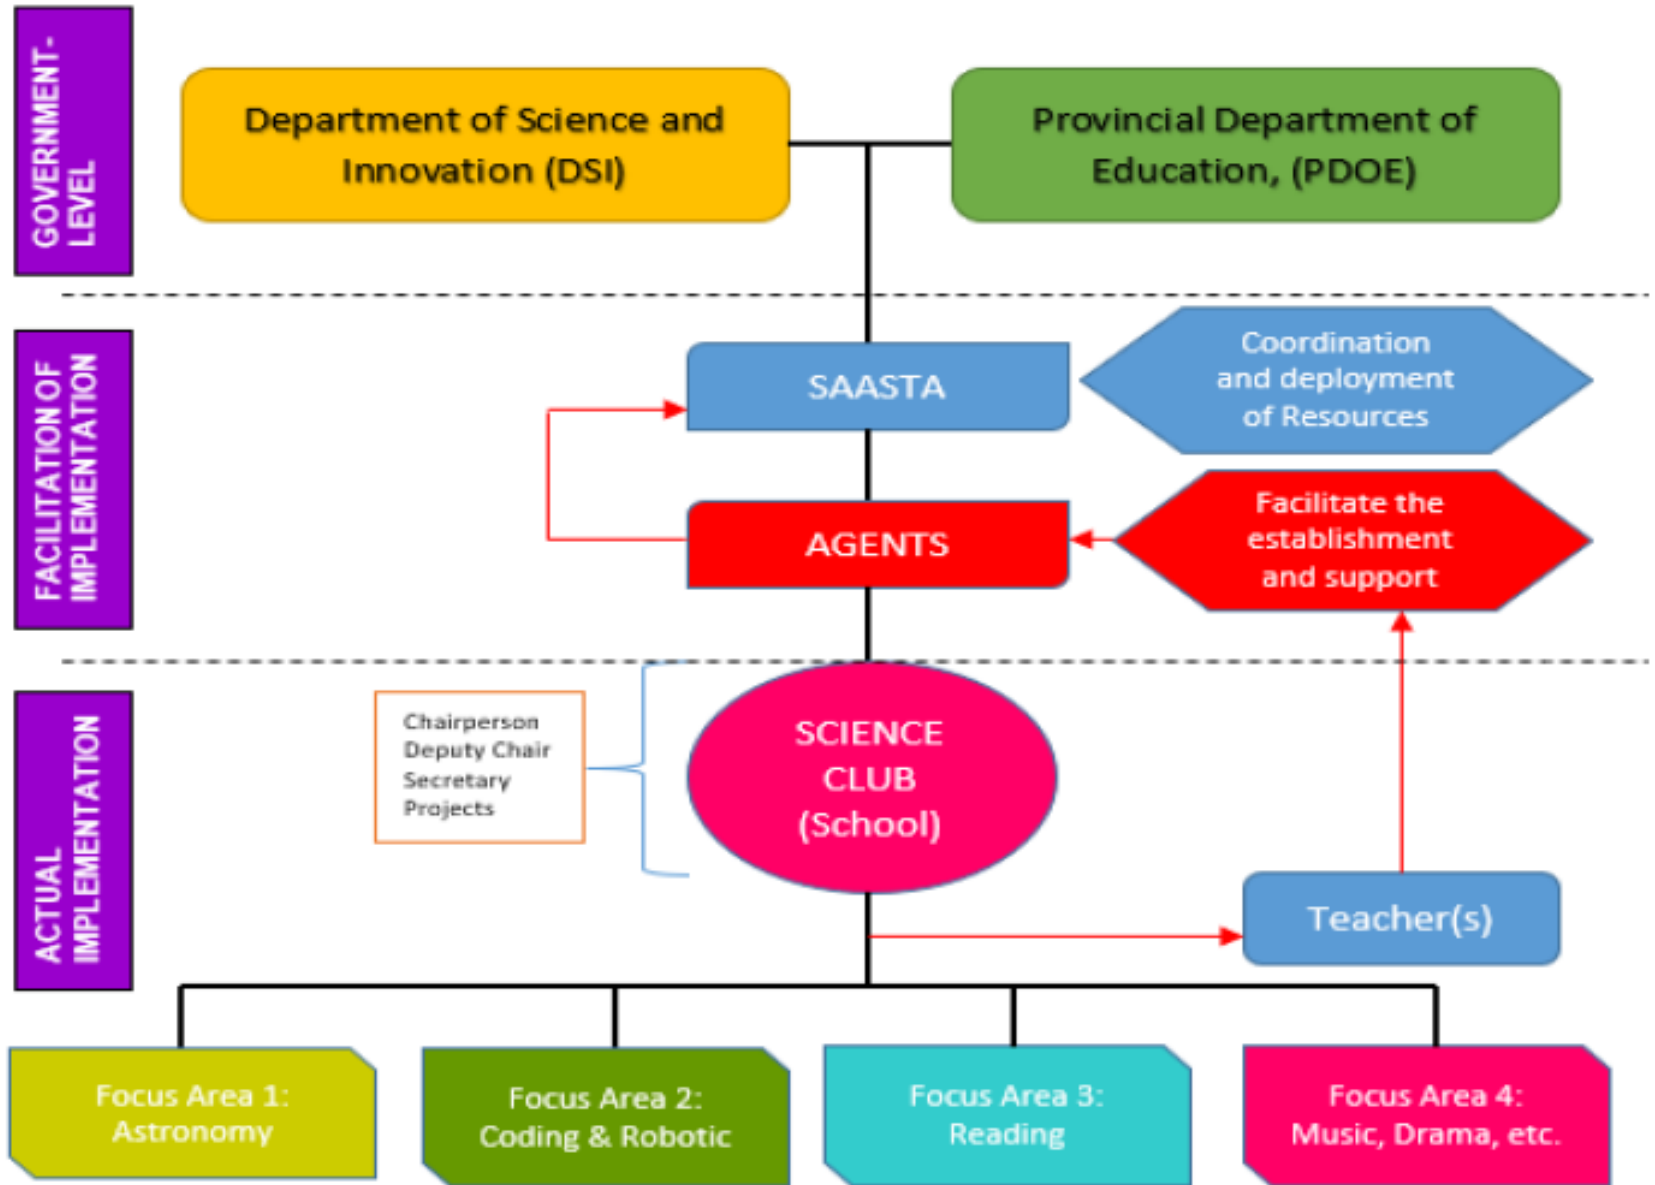 GOVERNMENT-
LEVEL
Department of Science and
Innovation (DSI)
Provincial Department of
Education, (PDOE)
FACILITATION OF
IMPLEMENTATION
SAASTA
Coordination
and deployment
of Resources
AGENTS
Facilitate the
establishment
and support
ACTUAL
IMPLEMENTATION
Chairperson
Deputy Chair
Secretary
Projects
SCIENCE
CLUB
(School)
Teacher(s)
Focus Area 1:
Astronomy
Focus Area 2:
Coding & Robotic
Focus Area 3:
Reading
Focus Area 4:
Music, Drama, etc.